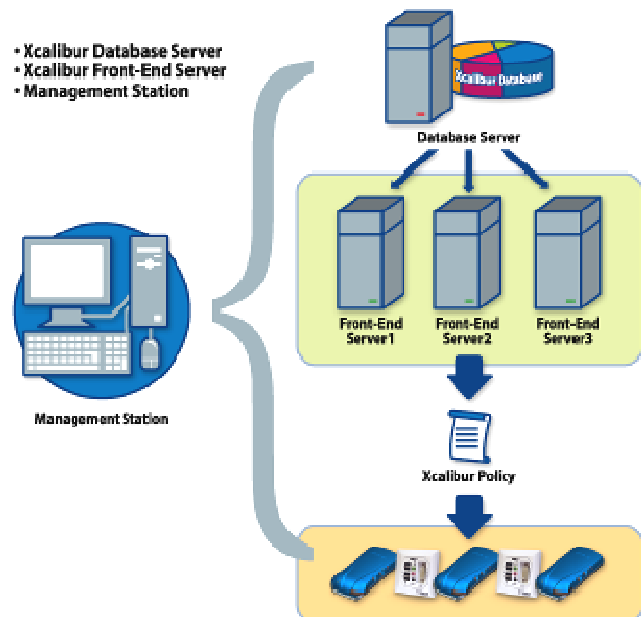 • Xcalibur Database Server
• Xcalibur Front-End Server
• Management Station
Xcalibur Database
Database Server
Front-End Server1
Front-End Server2
Front-End Server3
Management Station
Xcalibur Policy